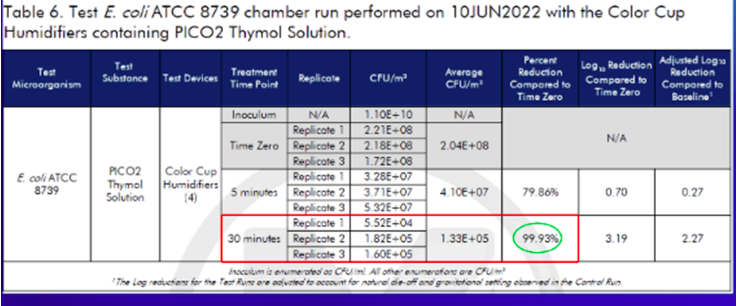 Table 6. Test E. coli ATCC 8739 chamber run performed on 10JUN2022 with the Color Cup
Humidifiers containing PICO2 Thymol Solution.
Test Microorganism Test Substance Test Devices Treatment Time Point Replicate CFU/m³ Average CFU/m³ Percent Reduction Compared to Time Zero Log₁₀ Reduction Compared to Time Zero Adjusted Log₁₀ Reduction Compared to Baseline¹
E. coli ATCC 8739 PICO2 Thymol Solution Color Cup Humidifiers (4)
Inoculum N/A 1.10E+10 N/A
Time Zero Replicate 1 2.21E+08 2.04E+08 N/A
Replicate 2 2.18E+08
Replicate 3 1.72E+08
5 minutes Replicate 1 3.28E+07 4.10E+07 79.86% 0.70 0.27
Replicate 2 3.71E+07
Replicate 3 5.32E+07
30 minutes Replicate 1 5.52E+04 1.33E+05 99.93% 3.19 2.27
Replicate 2 1.82E+05
Replicate 3 1.60E+05
Inoculum is enumerated as CFU/ml. All other enumerations are CFU/m³
¹The Log reductions for the Test Runs are adjusted to account for natural die-off and gravitational settling observed in the Control Run.